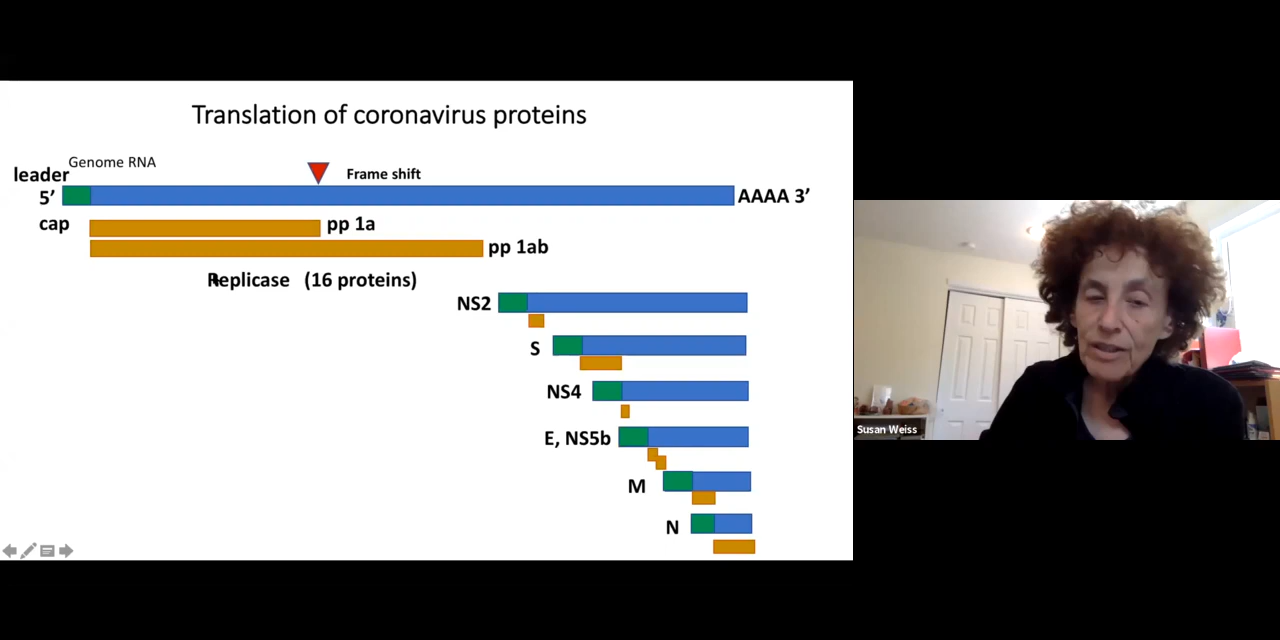 Translation of coronavirus proteins
Genome RNA
leader
Frame shift
5’
AAAA 3’
cap
pp 1a
pp 1ab
Replicase (16 proteins)
NS2
S
NS4
E, NS5b
M
N
Susan Weiss